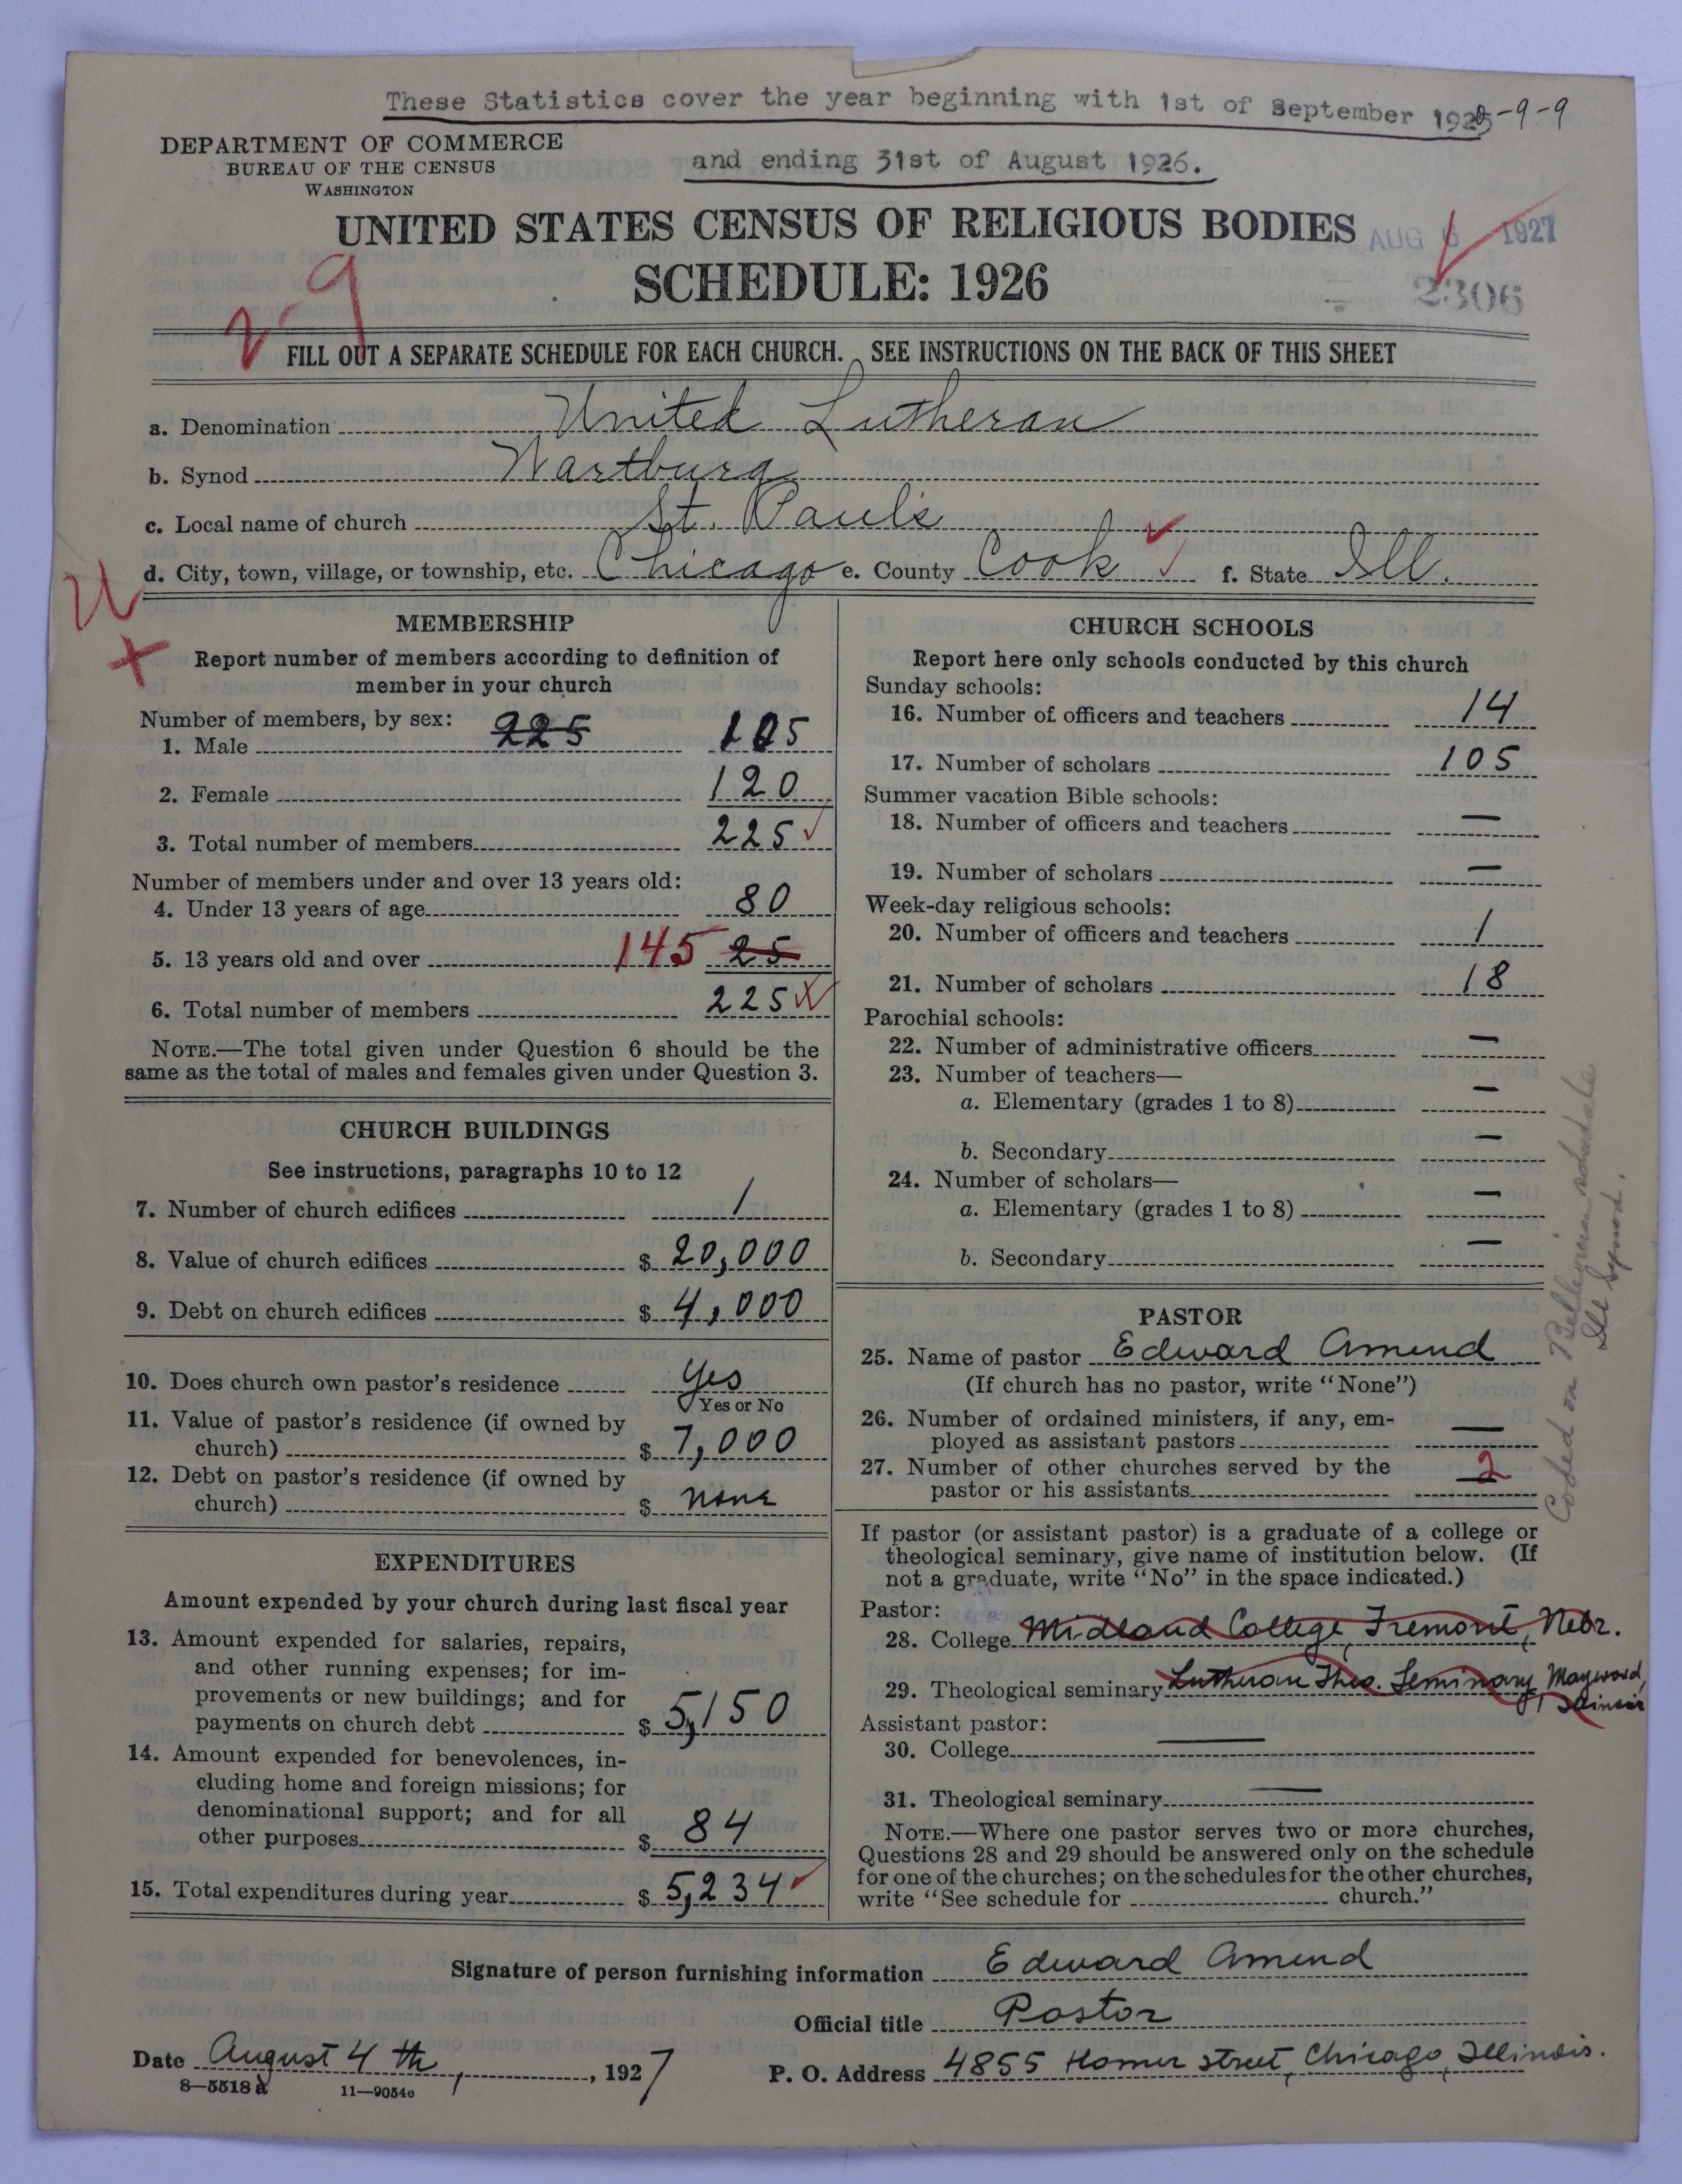 These Statistics cover the year beginning with 1st of September 1925-9-9
and ending 31st of August 1926.
DEPARTMENT OF COMMERCE
BUREAU OF THE CENSUS
WASHINGTON
UNITED STATES CENSUS OF RELIGIOUS BODIES
AUG 6 1927
SCHEDULE: 1926
2306
29
FILL OUT A SEPARATE SCHEDULE FOR EACH CHURCH. SEE INSTRUCTIONS ON THE BACK OF THIS SHEET
a. Denomination United Lutheran
b. Synod Wartburg
c. Local name of church St. Paul's
d. City, town, village, or township, etc. Chicago e. County Cook f. State Ill.
MEMBERSHIP
Report number of members according to definition of
member in your church
Number of members, by sex:
1. Male 225 105
2. Female 120
3. Total number of members 225
Number of members under and over 13 years old:
4. Under 13 years of age 80
5. 13 years old and over 145 25
6. Total number of members 225
NOTE.—The total given under Question 6 should be the
same as the total of males and females given under Question 3.
CHURCH BUILDINGS
See instructions, paragraphs 10 to 12
7. Number of church edifices 1
8. Value of church edifices $ 20,000
9. Debt on church edifices $ 4,000
10. Does church own pastor's residence Yes
Yes or No
11. Value of pastor's residence (if owned by
church) $ 7,000
12. Debt on pastor's residence (if owned by
church) $ none
EXPENDITURES
Amount expended by your church during last fiscal year
13. Amount expended for salaries, repairs,
and other running expenses; for im-
provements or new buildings; and for
payments on church debt $ 5,150
14. Amount expended for benevolences, in-
cluding home and foreign missions; for
denominational support; and for all
other purposes $ 84
15. Total expenditures during year $ 5,234
CHURCH SCHOOLS
Report here only schools conducted by this church
Sunday schools:
16. Number of officers and teachers 14
17. Number of scholars 105
Summer vacation Bible schools:
18. Number of officers and teachers —
19. Number of scholars —
Week-day religious schools:
20. Number of officers and teachers 1
21. Number of scholars 18
Parochial schools:
22. Number of administrative officers —
23. Number of teachers—
a. Elementary (grades 1 to 8) —
b. Secondary —
24. Number of scholars—
a. Elementary (grades 1 to 8) —
b. Secondary —
PASTOR
25. Name of pastor Edward Amend
(If church has no pastor, write "None")
26. Number of ordained ministers, if any, em-
ployed as assistant pastors —
27. Number of other churches served by the
pastor or his assistants 2
If pastor (or assistant pastor) is a graduate of a college or
theological seminary, give name of institution below. (If
not a graduate, write "No" in the space indicated.)
Pastor:
28. College Midland College, Fremont, Nebr.
29. Theological seminary Lutheran Theo. Seminary Maywood,
Illinois
Assistant pastor:
30. College —
31. Theological seminary —
NOTE.—Where one pastor serves two or more churches,
Questions 28 and 29 should be answered only on the schedule
for one of the churches; on the schedules for the other churches,
write "See schedule for church."
Coded on
Ill Synod.
Signature of person furnishing information Edward Amend
Official title Pastor
Date August 4th, 1927
P. O. Address 4855 Homer street, Chicago, Illinois.
8—5518a 11—9054c